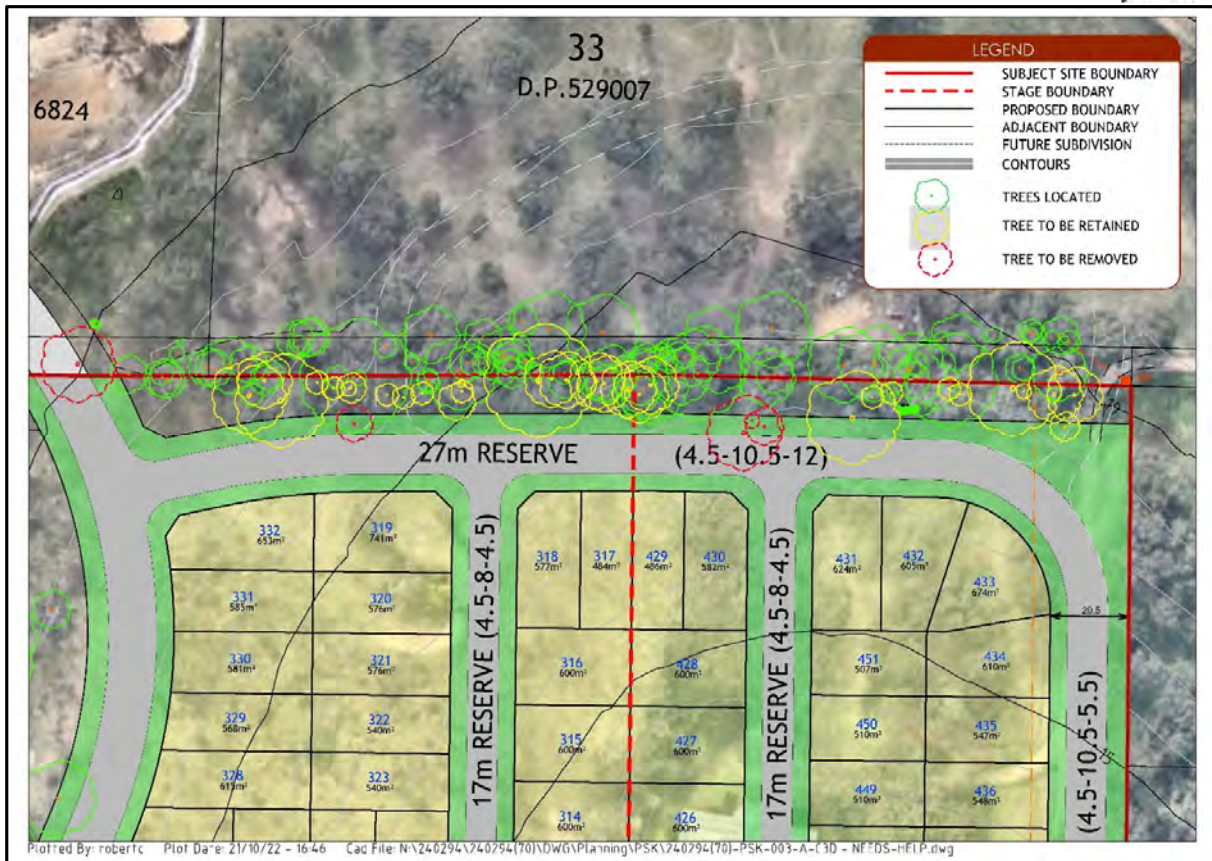 33
D.P.529007
6824
LEGEND
SUBJECT SITE BOUNDARY
STAGE BOUNDARY
PROPOSED BOUNDARY
ADJACENT BOUNDARY
FUTURE SUBDIVISION
CONTOURS
TREES LOCATED
TREE TO BE RETAINED
TREE TO BE REMOVED
27m RESERVE (4.5-10.5-12)
332
653m²
319
741m²
318
577m²
317
484m²
429
486m²
430
582m²
431
624m²
432
605m²
433
674m²
331
585m²
320
576m²
20.5
330
581m²
321
576m²
316
600m²
428
600m²
451
507m²
434
610m²
329
568m²
322
540m²
315
600m²
427
600m²
450
510m²
435
547m²
15
328
615m²
323
540m²
314
600m²
426
600m²
449
510m²
436
548m²
17m RESERVE (4.5-8-4.5)
17m RESERVE (4.5-8-4.5)
(4.5-10.5-5.5)
Plotted By: robertc Plot Date: 21/10/22 - 16:46 Cad File: N:\240294\240294(70)\DWG\Planning\PSK\240294(70)-PSK-003-A-C3D - NEEDS-HELP.dwg